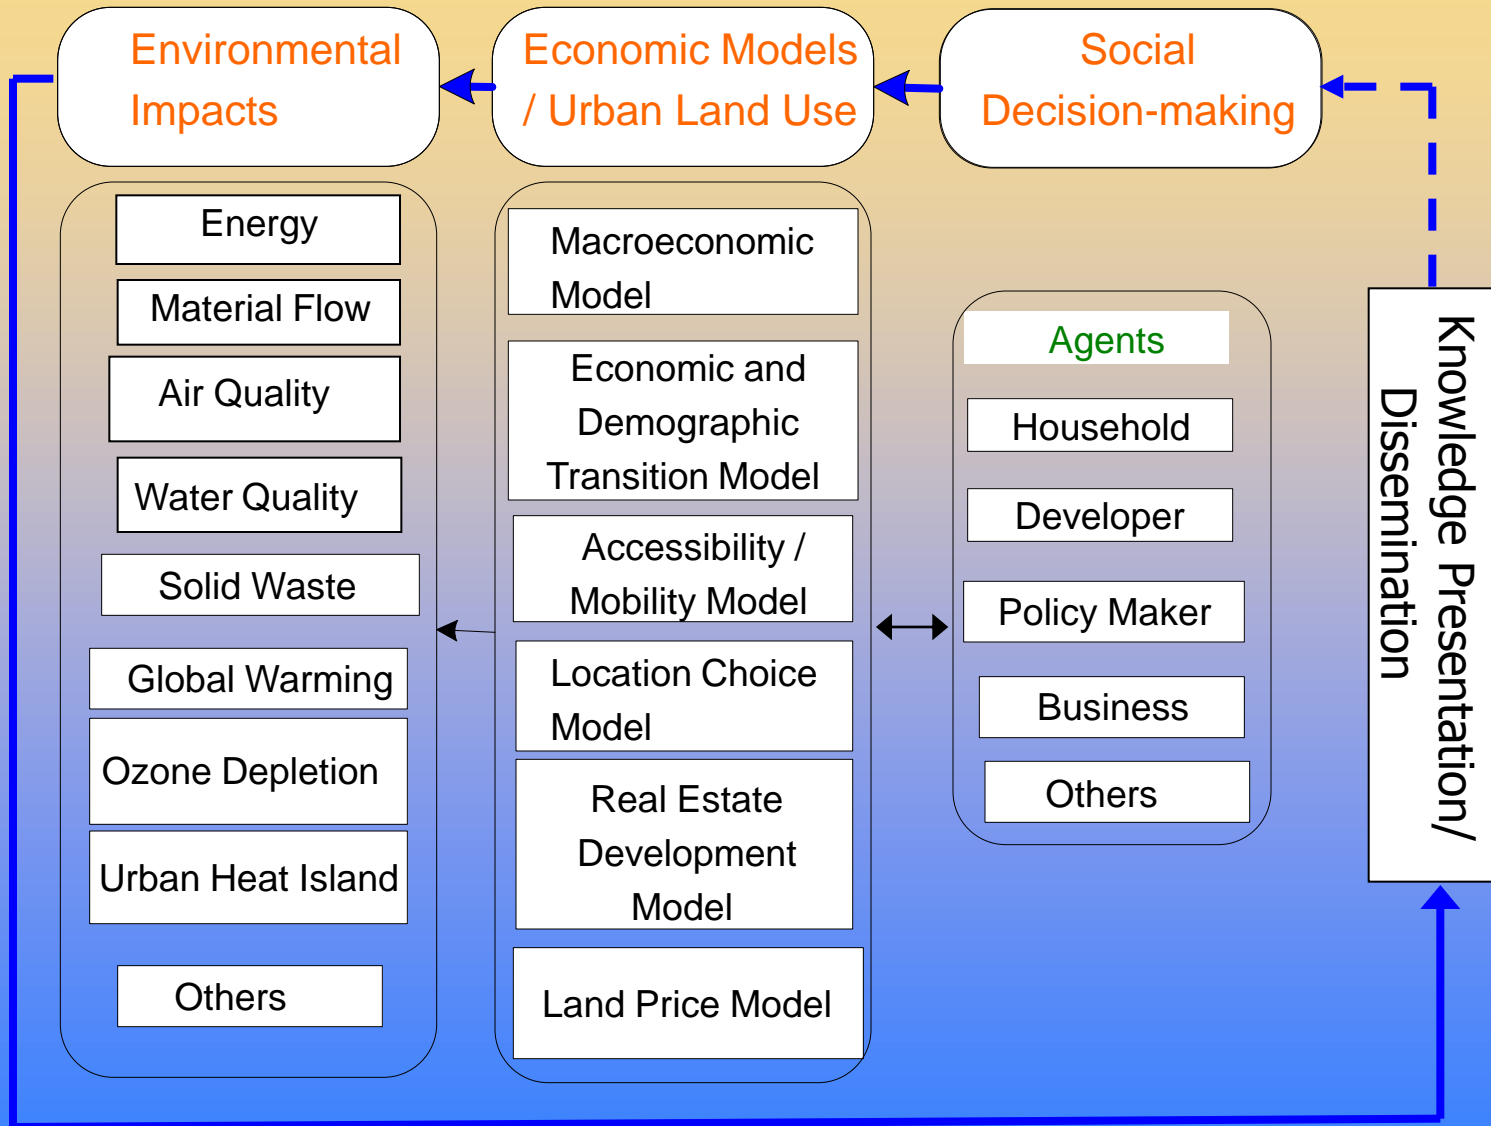 Environmental
Impacts
Economic Models
/ Urban Land Use
Social
Decision-making
Energy
Material Flow
Air Quality
Water Quality
Solid Waste
Global Warming
Ozone Depletion
Urban Heat Island
Others
Macroeconomic
Model
Economic and
Demographic
Transition Model
Accessibility /
Mobility Model
Location Choice
Model
Real Estate
Development
Model
Land Price Model
Agents
Household
Developer
Policy Maker
Business
Others
Knowledge Presentation/
Dissemination